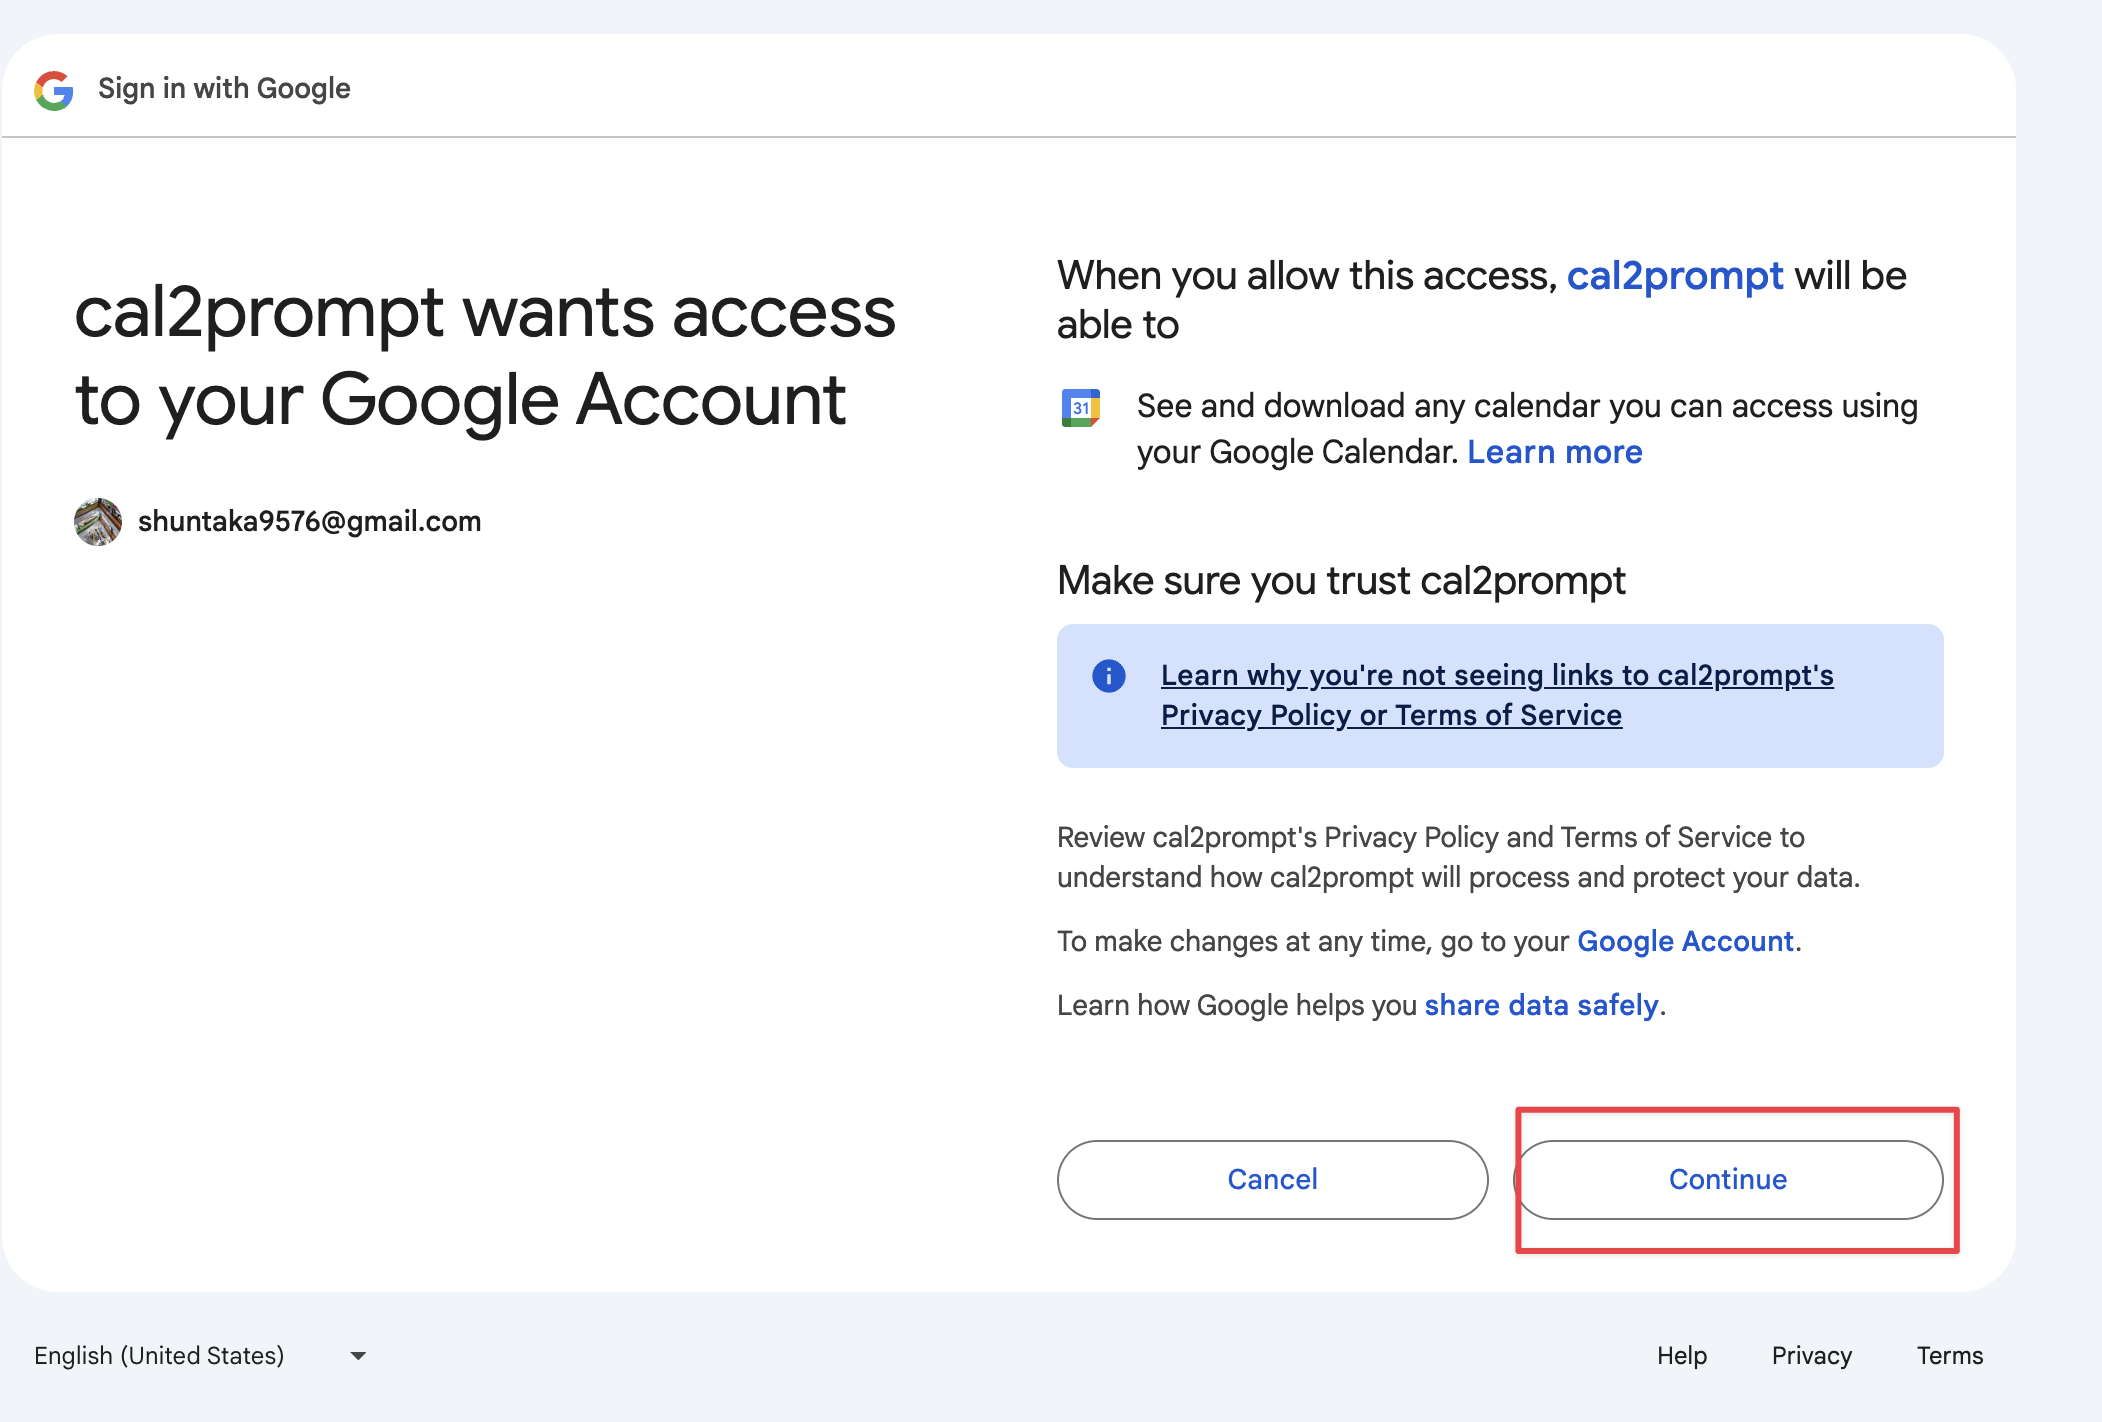 Sign in with Google
cal2prompt wants access
to your Google Account
shuntaka9576@gmail.com
When you allow this access, cal2prompt will be
able to
31
See and download any calendar you can access using
your Google Calendar. Learn more
Make sure you trust cal2prompt
Learn why you're not seeing links to cal2prompt's
Privacy Policy or Terms of Service
Review cal2prompt's Privacy Policy and Terms of Service to
understand how cal2prompt will process and protect your data.
To make changes at any time, go to your Google Account.
Learn how Google helps you share data safely.
Cancel
Continue
English (United States)
Help
Privacy
Terms